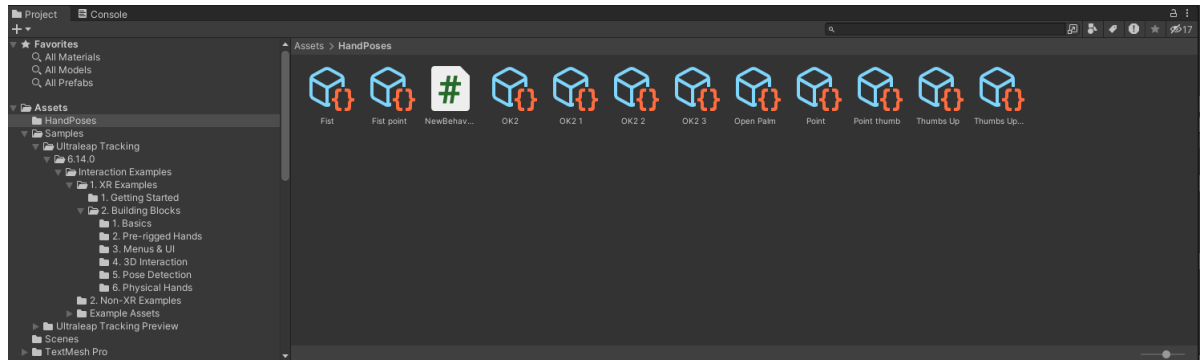 Project Console
17
Favorites
All Materials
All Models
All Prefabs
Assets
HandPoses
Samples
Ultraleap Tracking
6.14.0
Interaction Examples
1. XR Examples
1. Getting Started
2. Building Blocks
1. Basics
2. Pre-rigged Hands
3. Menus & UI
4. 3D Interaction
5. Pose Detection
6. Physical Hands
2. Non-XR Examples
Example Assets
Ultraleap Tracking Preview
Scenes
TextMesh Pro
Assets > HandPoses
Fist Fist point NewBehav... OK2 OK2 1 OK2 2 OK2 3 Open Palm Point Point thumb Thumbs Up Thumbs Up...